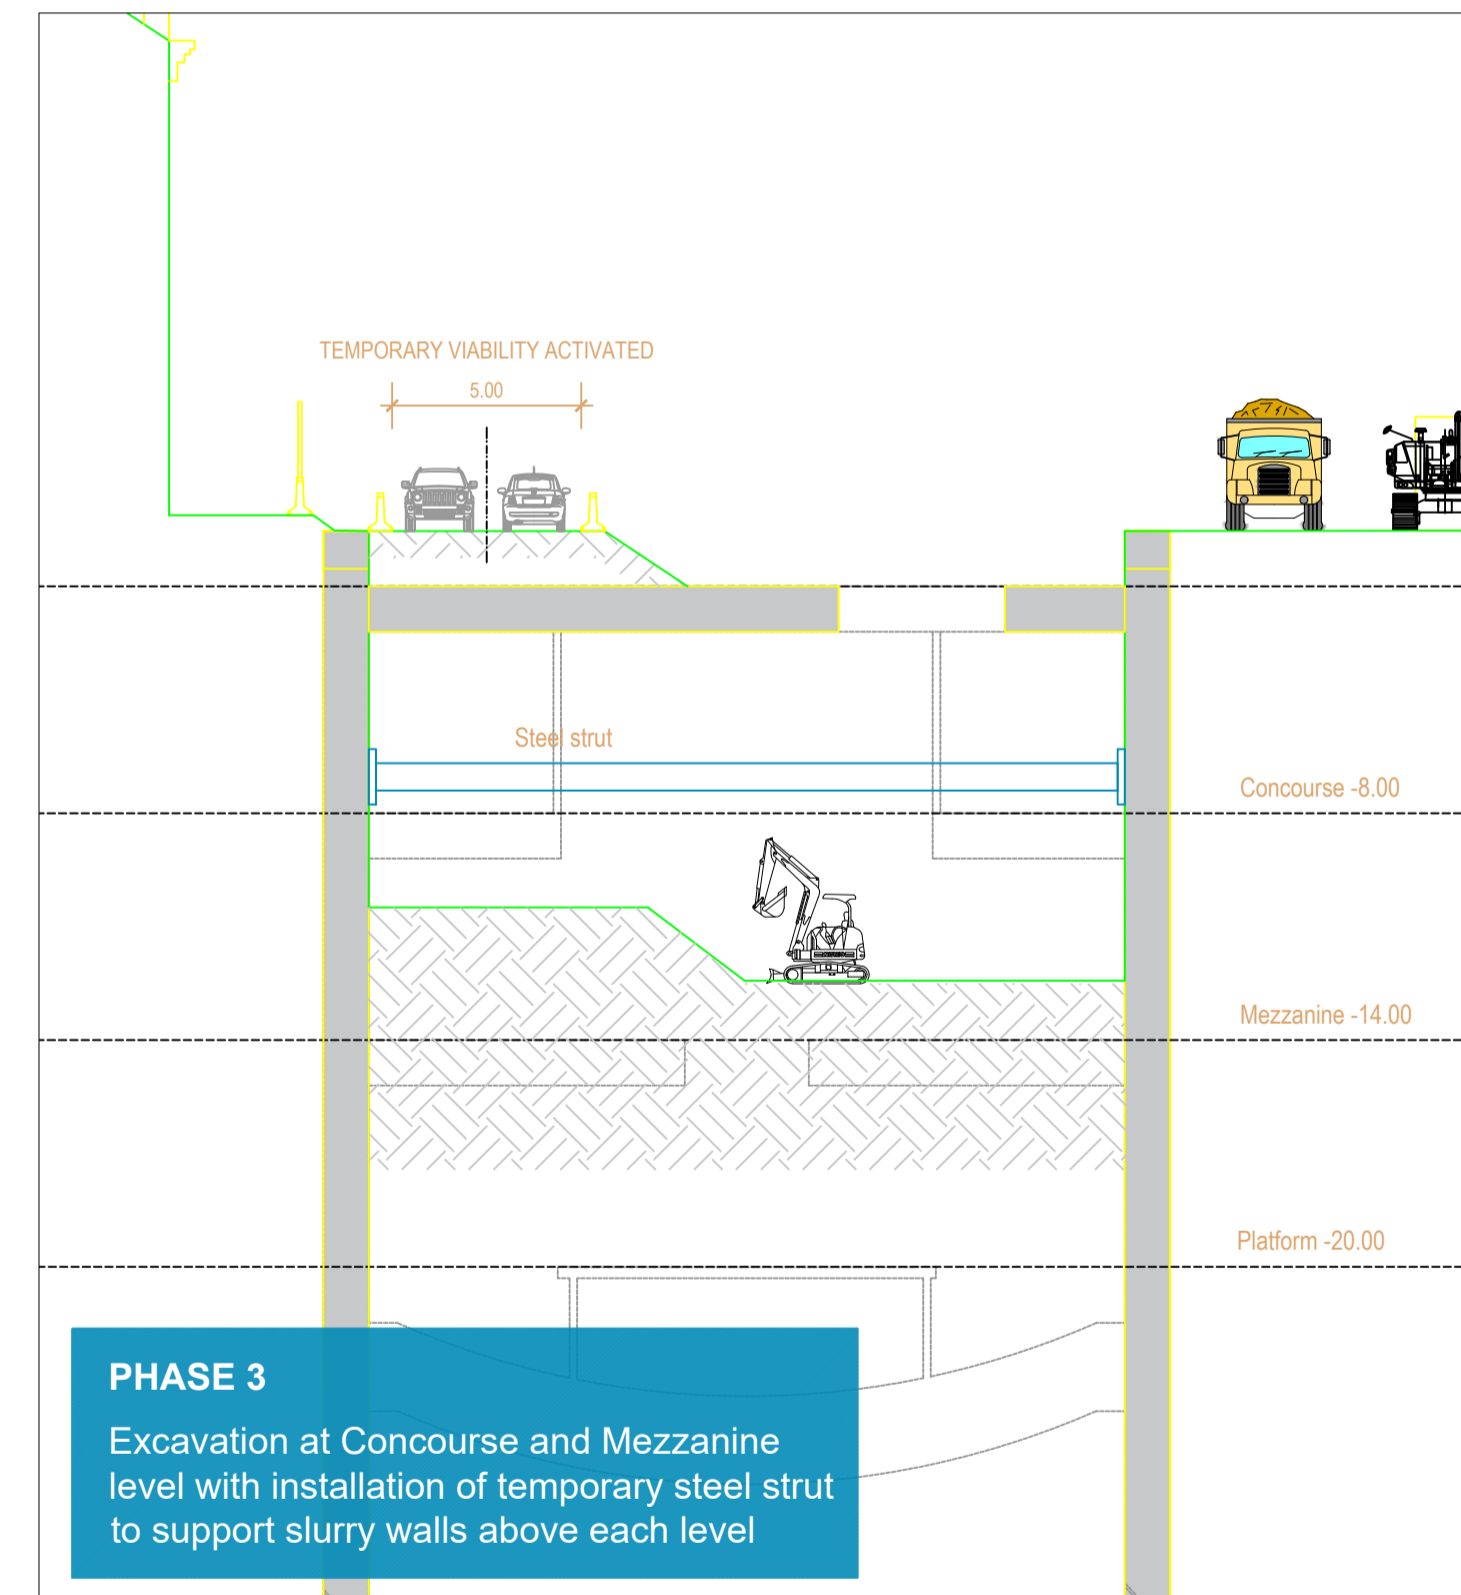 TEMPORARY VIABILITY ACTIVATED
5.00
Steel strut
Concourse -8.00
Mezzanine -14.00
Platform -20.00
PHASE 3
Excavation at Concourse and Mezzanine
level with installation of temporary steel strut
to support slurry walls above each level